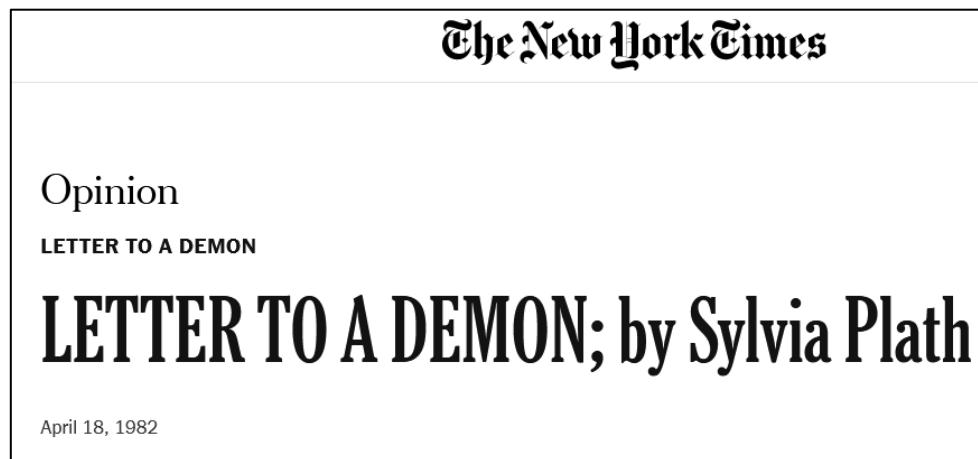 The New York Times
Opinion
LETTER TO A DEMON
LETTER TO A DEMON; by Sylvia Plath
April 18, 1982